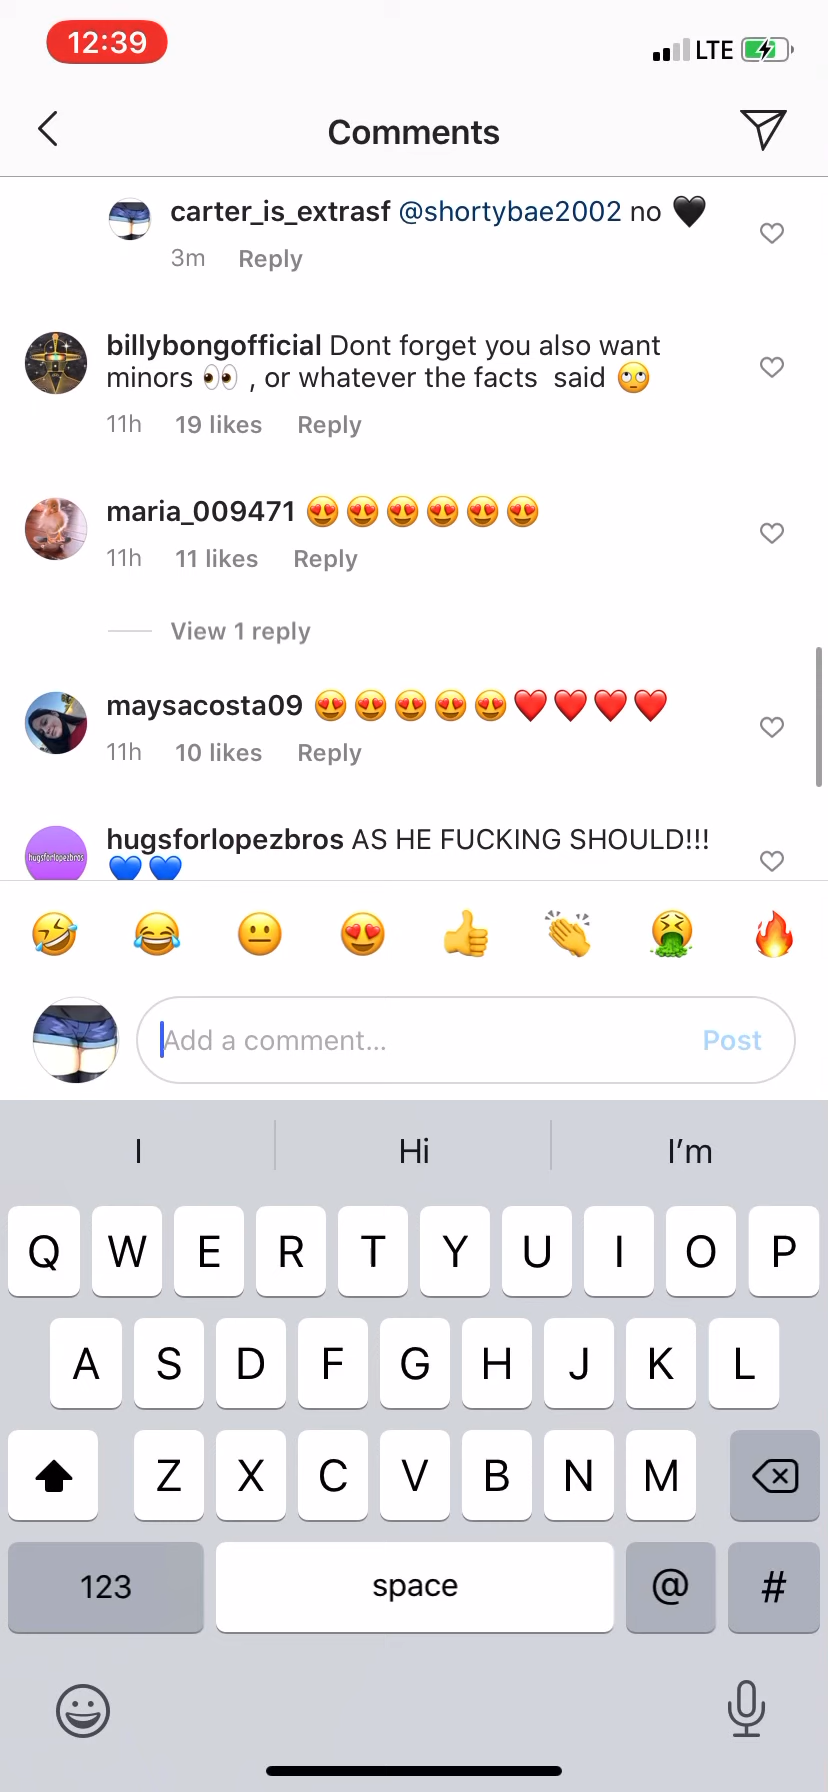 12:39
LTE
Comments
carter_is_extrasf @shortybae2002 no 🖤
3m Reply
billybongofficial Dont forget you also want
minors 👀 , or whatever the facts said 🙄
11h 19 likes Reply
maria_009471 😍😍😍😍😍😍
11h 11 likes Reply
View 1 reply
maysacosta09 😍😍😍😍😍❤️❤️❤️❤️
11h 10 likes Reply
hugsforlopezbros AS HE FUCKING SHOULD!!!
hugsforlopezbros
💙💙
🤣 😂 😐 😍 👍 👏 🤮 🔥
Add a comment... Post
I Hi I’m
Q W E R T Y U I O P
A S D F G H J K L
Z X C V B N M
123 space @ #